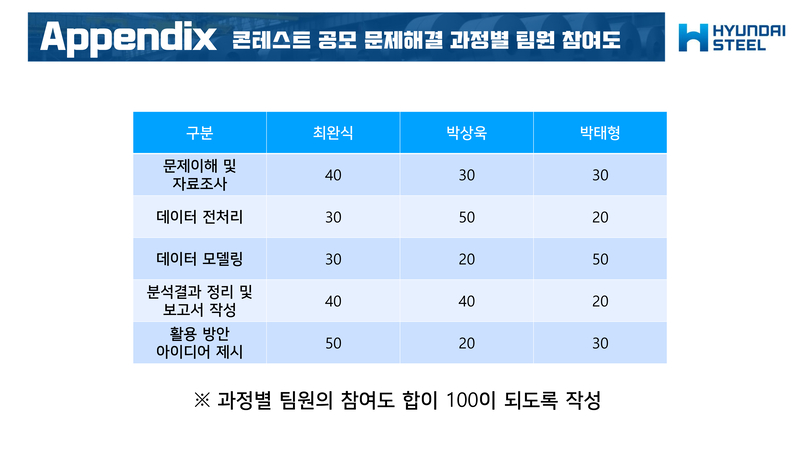 Appendix 콘테스트 공모 문제해결 과정별 팀원 참여도
HYUNDAI
STEEL
구분 최완식 박상욱 박태형
문제이해 및
자료조사 40 30 30
데이터 전처리 30 50 20
데이터 모델링 30 20 50
분석결과 정리 및
보고서 작성 40 40 20
활용 방안
아이디어 제시 50 20 30
※ 과정별 팀원의 참여도 합이 100이 되도록 작성